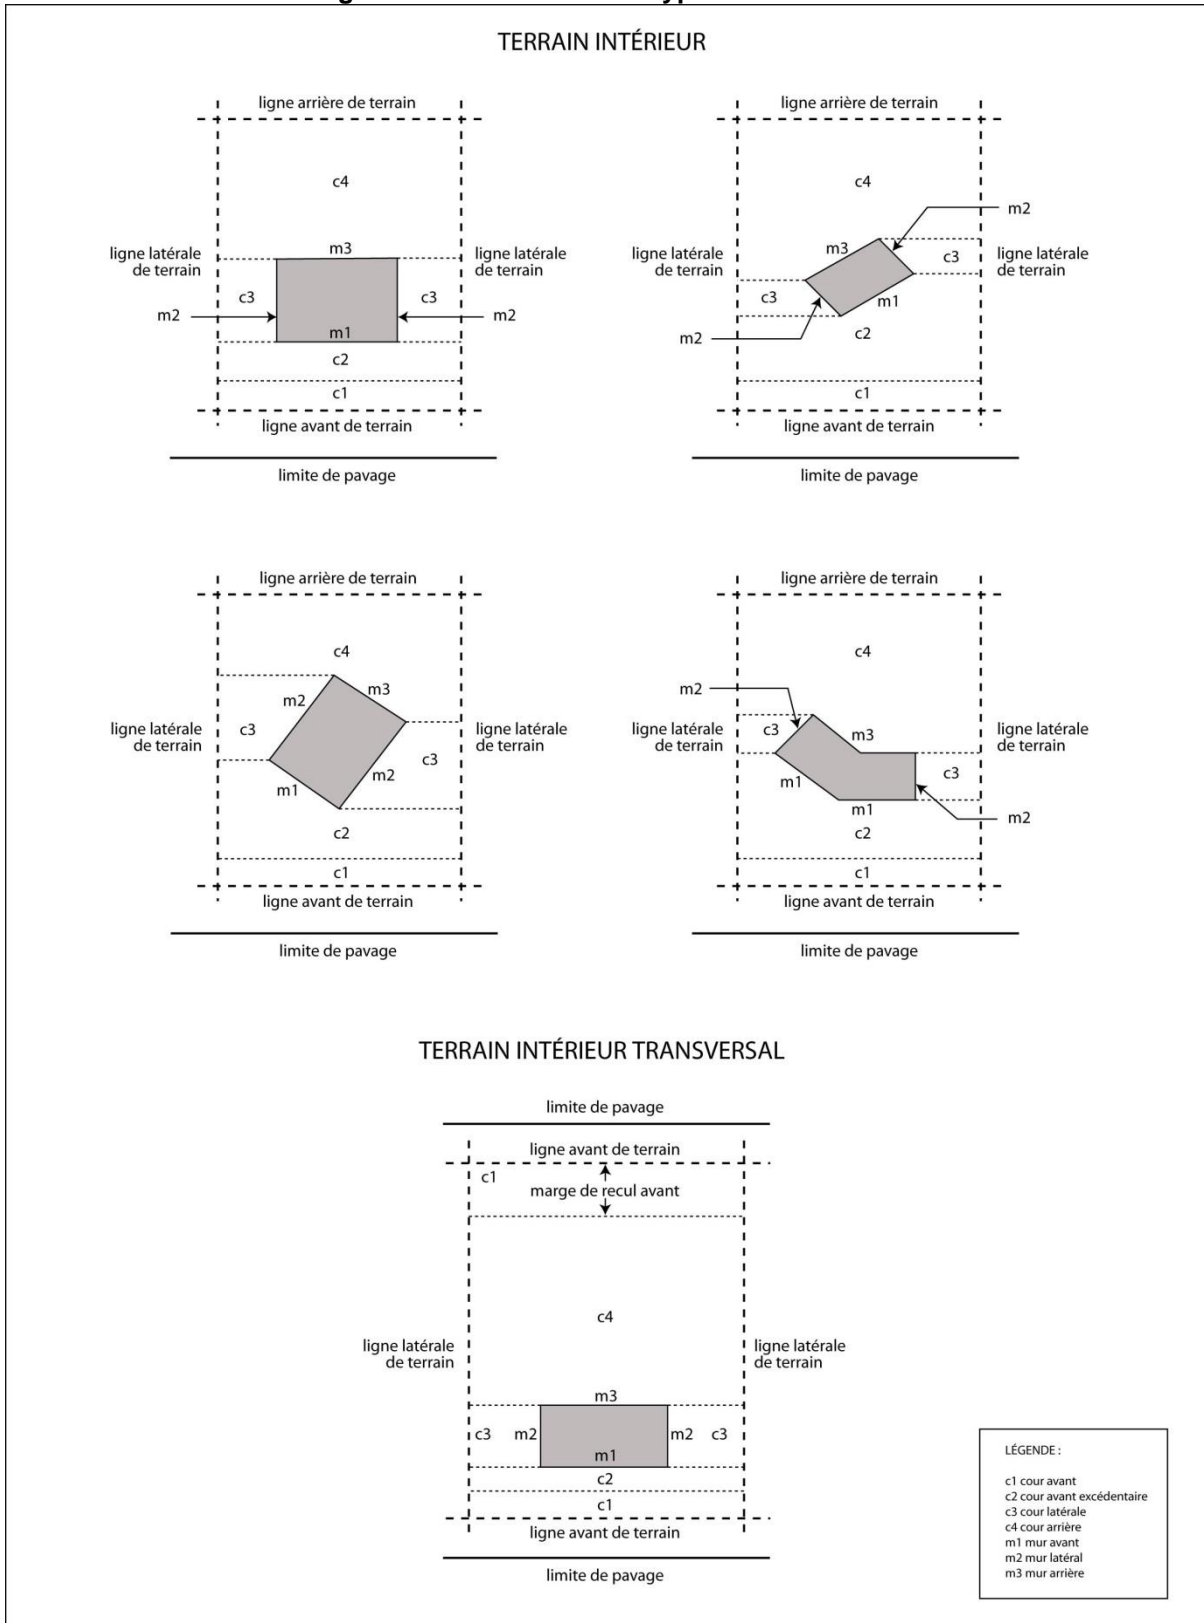 TERRAIN INTÉRIEUR
ligne arrière de terrain
c4
m3
ligne latérale
de terrain
ligne latérale
de terrain
c3
c3
m2
m2
m1
c2
c1
ligne avant de terrain
limite de pavage
ligne arrière de terrain
c4
m2
m3
ligne latérale
de terrain
ligne latérale
de terrain
c3
c3
m1
m2
c2
c1
ligne avant de terrain
limite de pavage
ligne arrière de terrain
c4
m2
m3
ligne latérale
de terrain
ligne latérale
de terrain
c3
c3
m2
m1
c2
c1
ligne avant de terrain
limite de pavage
ligne arrière de terrain
c4
m2
c3
ligne latérale
de terrain
ligne latérale
de terrain
m3
c3
m1
m1
m2
c2
c1
ligne avant de terrain
limite de pavage
TERRAIN INTÉRIEUR TRANSVERSAL
limite de pavage
ligne avant de terrain
c1
marge de recul avant
c4
ligne latérale
de terrain
ligne latérale
de terrain
m3
c3
m2
m2
c3
m1
c2
c1
ligne avant de terrain
limite de pavage
LÉGENDE :
c1 cour avant
c2 cour avant excédentaire
c3 cour latérale
c4 cour arrière
m1 mur avant
m2 mur latéral
m3 mur arrière